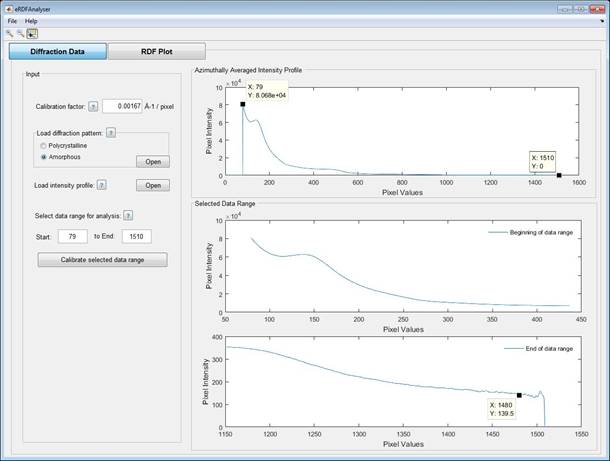 eRDFAnalyser
File Help
Diffraction Data RDF Plot
Input
Calibration factor: ? 0.00167 Å-1 / pixel
Load diffraction pattern: ?
Polycrystalline
Amorphous
Open
Load intensity profile: ? Open
Select data range for analysis: ?
Start: 79 to End: 1510
Calibrate selected data range
Azimuthally Averaged Intensity Profile
× 10^4
10
8
6
4
2
0
Pixel Intensity
X: 79
Y: 8.068e+04
X: 1510
Y: 0
0 200 400 600 800 1000 1200 1400 1600
Pixel Values
Selected Data Range
× 10^4
10
8
6
4
2
0
Pixel Intensity
Beginning of data range
50 100 150 200 250 300 350 400 450
Pixel Values
400
300
200
100
0
Pixel Intensity
End of data range
X: 1480
Y: 139.5
1150 1200 1250 1300 1350 1400 1450 1500 1550
Pixel Values